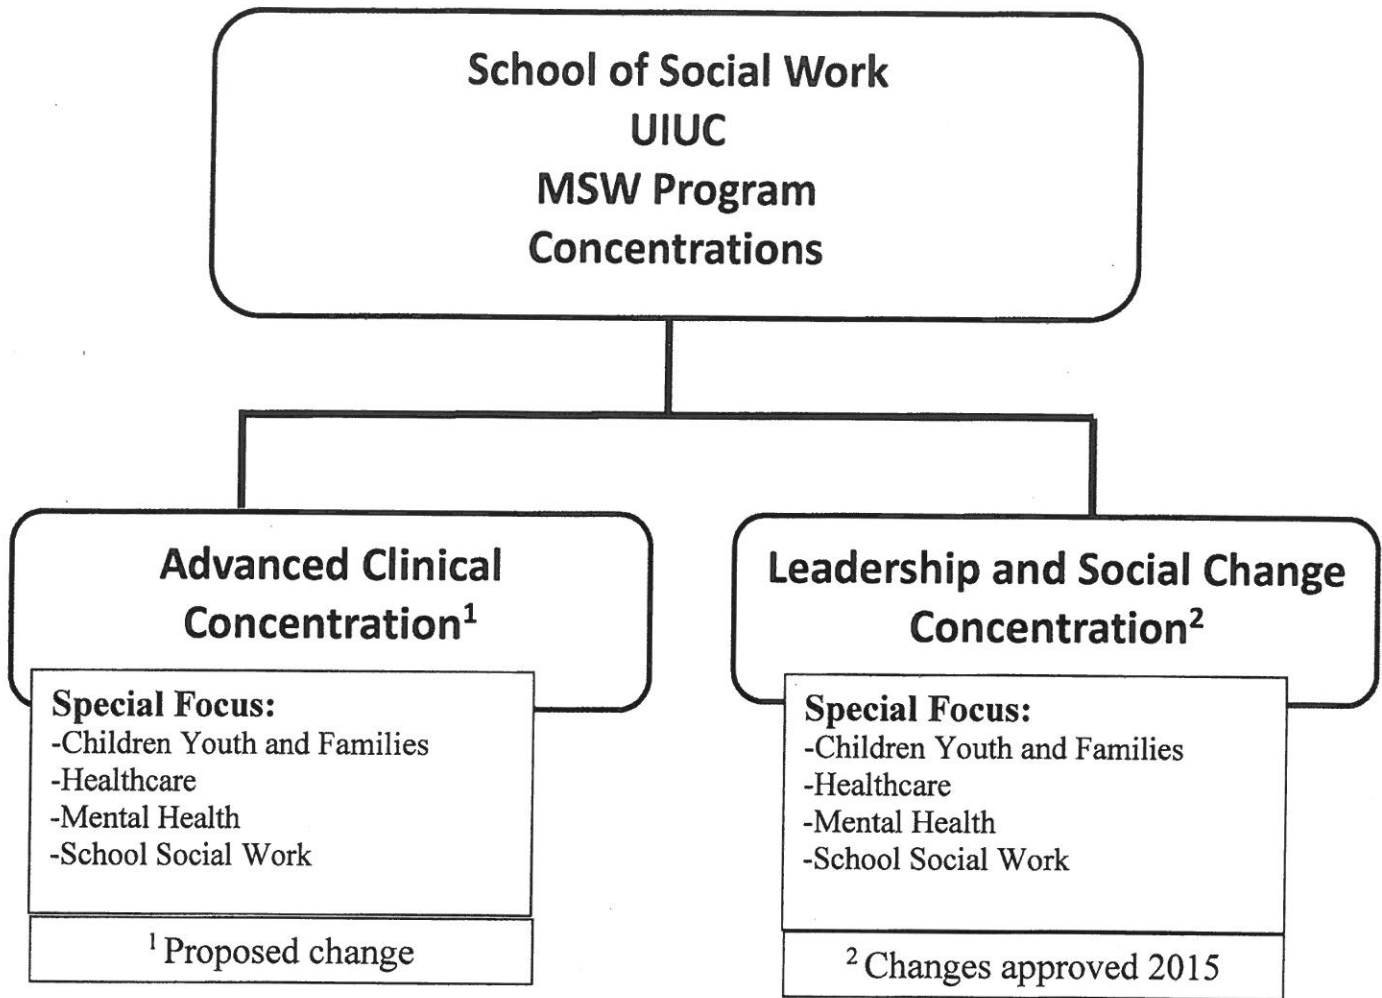 School of Social Work
UIUC
MSW Program
Concentrations
Advanced Clinical
Concentration¹
Special Focus:
-Children Youth and Families
-Healthcare
-Mental Health
-School Social Work
¹ Proposed change
Leadership and Social Change
Concentration²
Special Focus:
-Children Youth and Families
-Healthcare
-Mental Health
-School Social Work
² Changes approved 2015